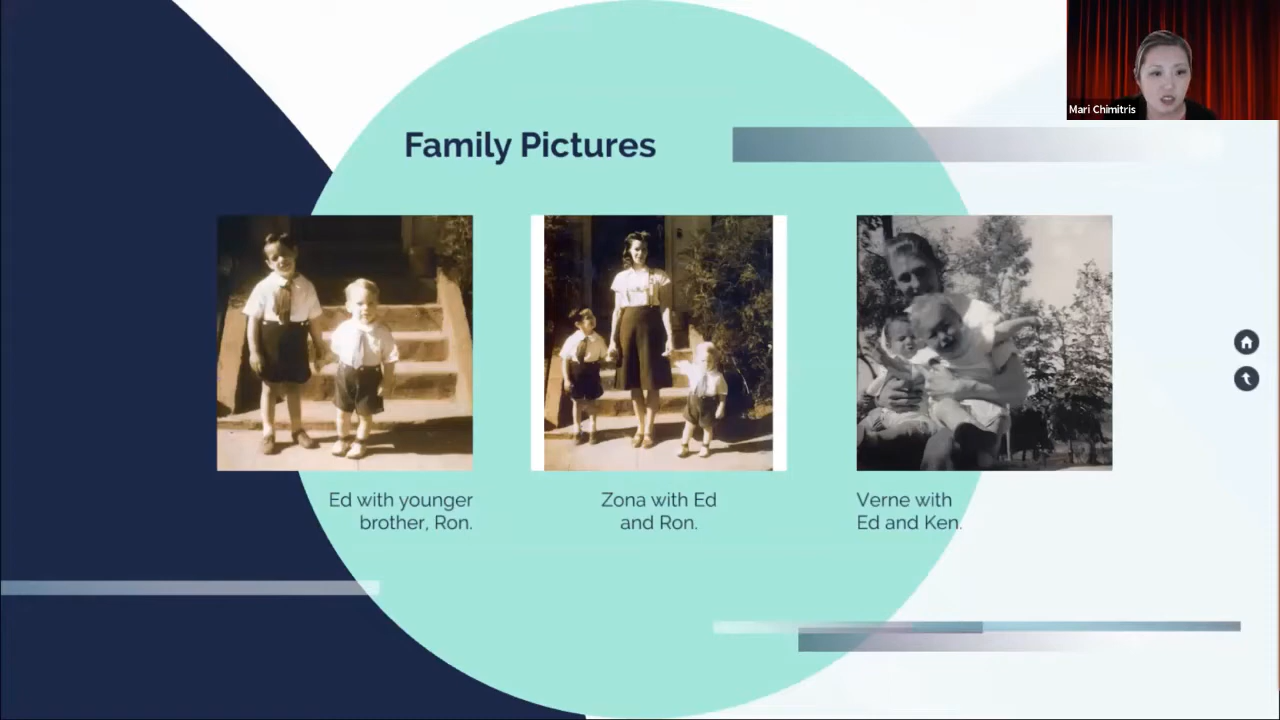 Mari Chimitris
Family Pictures
Ed with younger
brother, Ron.
Zona with Ed
and Ron.
Verne with
Ed and Ken.